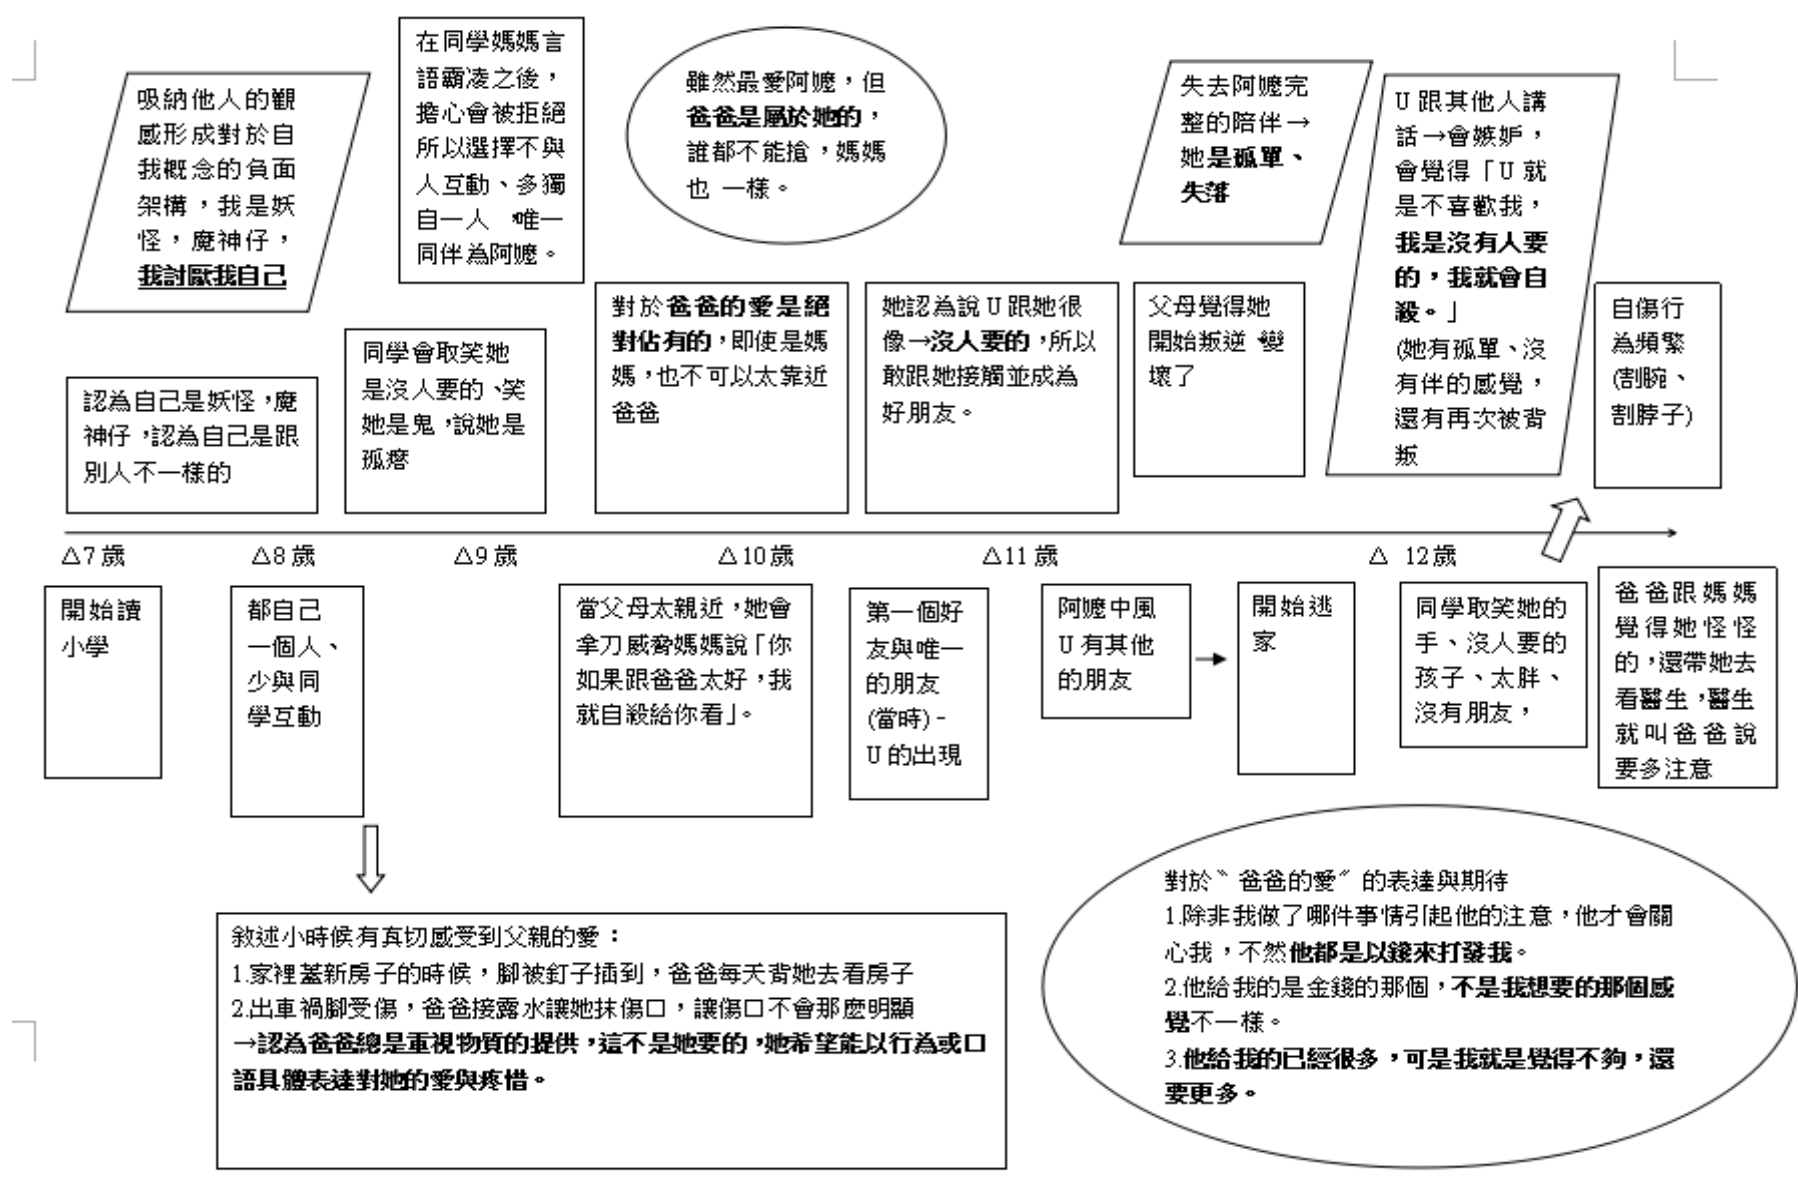 吸納他人的觀
感形成對於自
我概念的負面
架構，我是妖
怪，魔神仔，
我討厭我自己
在同學媽媽言
語霸凌之後，
擔心會被拒絕
所以選擇不與
人互動、多獨
自一人，唯一
同伴為阿嬤。
雖然最愛阿嬤，但
爸爸是屬於她的，
誰都不能搶，媽媽
也 一樣。
失去阿嬤完
整的陪伴→
她是孤單、
失落
U 跟其他人講
話→會嫉妒，
會覺得「U 就
是不喜歡我，
我是沒有人要
的，我就會自
殺。」
(她有孤單、沒
有伴的感覺，
還有再次被背
叛
認為自己是妖怪，魔
神仔，認為自己是跟
別人不一樣的
同學會取笑她
是沒人要的、笑
她是鬼，說她是
孤癆
對於爸爸的愛是絕
對佔有的，即使是媽
媽，也不可以太靠近
爸爸
她認為說 U 跟她很
像→沒人要的，所以
敢跟她接觸並成為
好朋友。
父母覺得她
開始叛逆，變
壞了
自傷行
為頻繁
(割腕、
割脖子)
△7 歲
△8 歲
△9 歲
△10 歲
△11 歲
△ 12 歲
開始讀
小學
都自己
一個人、
少與同
學互動
當父母太親近，她會
拿刀威脅媽媽說「你
如果跟爸爸太好，我
就自殺給你看」。
第一個好
友與唯一
的朋友
(當時)－
U 的出現
阿嬤中風
U 有其他
的朋友
開始逃
家
同學取笑她的
手、沒人要的
孩子、太胖、
沒有朋友，
爸爸跟媽媽
覺得她怪怪
的，還帶她去
看醫生，醫生
就叫爸爸說
要多注意
敘述小時候有真切感受到父親的愛：
1.家裡蓋新房子的時候，腳被釘子插到，爸爸每天背她去看房子
2.出車禍腳受傷，爸爸接露水讓她抹傷口，讓傷口不會那麼明顯
→認為爸爸總是重視物質的提供，這不是她要的，她希望能以行為或口
語具體表達對她的愛與疼惜。
對於〝爸爸的愛〞的表達與期待
1.除非我做了哪件事情引起他的注意，他才會關
心我，不然他都是以錢來打發我。
2.他給我的是金錢的那個，不是我想要的那個感
覺不一樣。
3.他給我的已經很多，可是我就是覺得不夠，還
要更多。